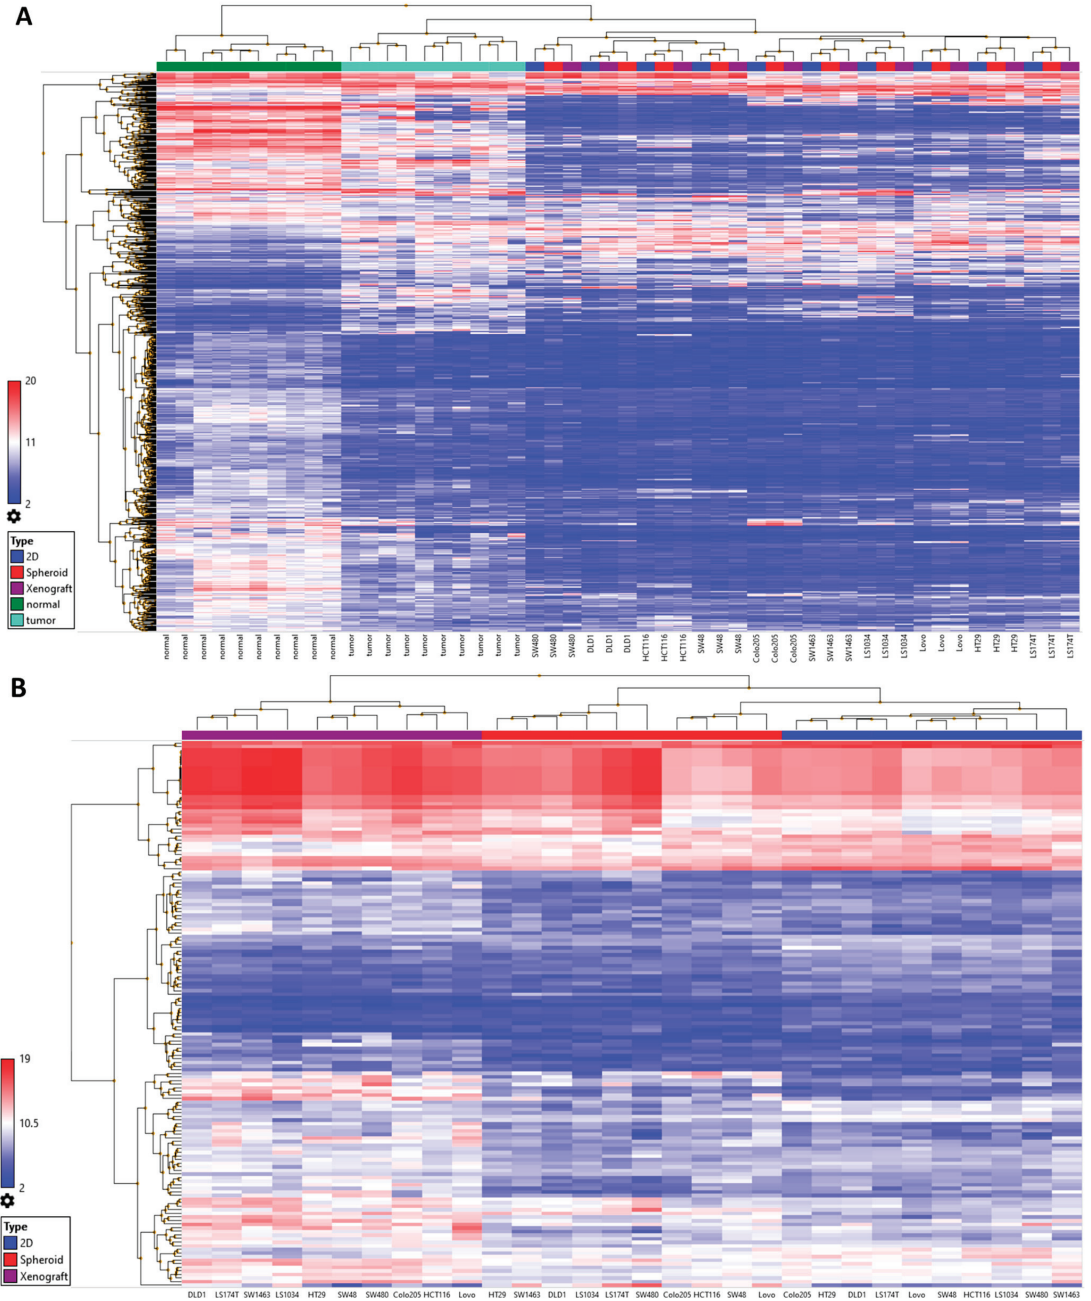 A
20
11
2
Type
2D
Spheroid
Xenograft
normal
tumor
normal normal normal normal normal normal normal normal normal normal tumor tumor tumor tumor tumor tumor tumor tumor tumor tumor SW480 SW480 SW480 DLD1 DLD1 DLD1 HCT116 HCT116 HCT116 SW48 SW48 SW48 Colo205 Colo205 Colo205 SW1463 SW1463 SW1463 LS1034 LS1034 LS1034 Lovo Lovo Lovo HT29 HT29 HT29 LS174T LS174T LS174T
B
19
10.5
2
Type
2D
Spheroid
Xenograft
DLD1 LS174T SW1463 LS1034 HT29 SW48 SW480 Colo205 HCT116 Lovo HT29 SW1463 DLD1 LS1034 LS174T SW480 Colo205 HCT116 SW48 Lovo Colo205 HT29 DLD1 LS174T Lovo SW48 HCT116 LS1034 SW480 SW1463